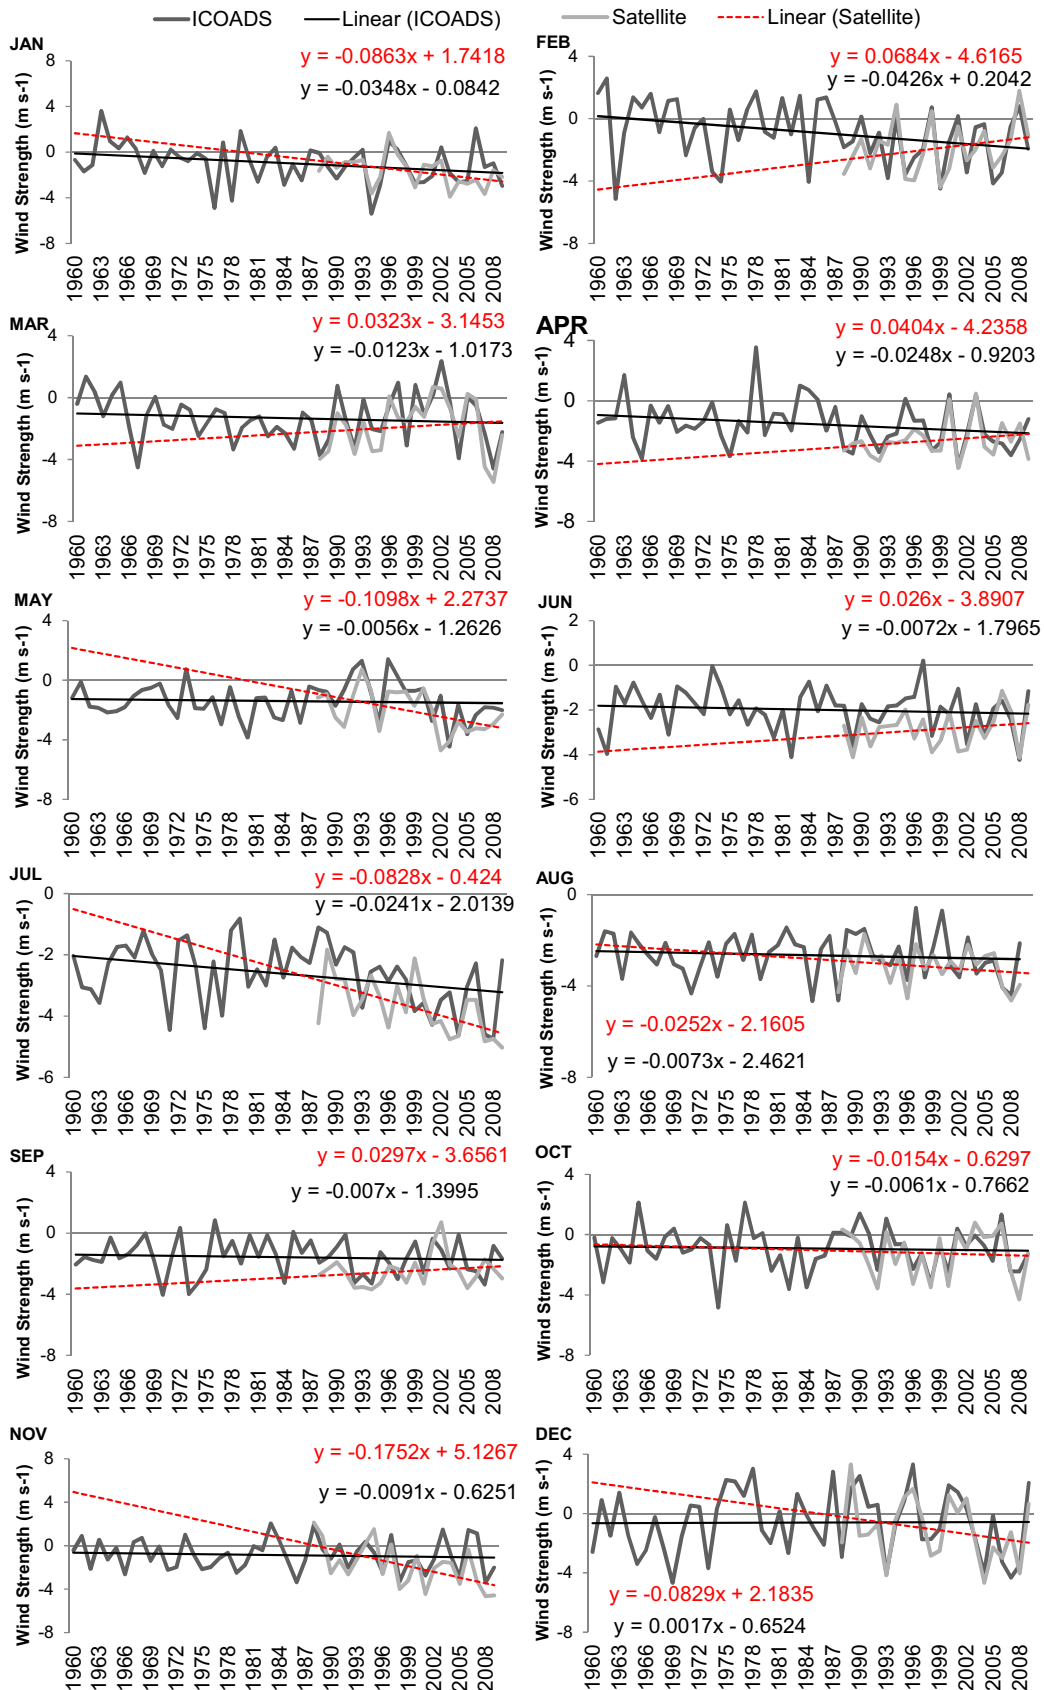 ICOADS Linear (ICOADS) Satellite Linear (Satellite)
JAN
y = -0.0863x + 1.7418
y = -0.0348x - 0.0842
Wind Strength (m s-1)
8
4
0
-4
-8
1960 1963 1966 1969 1972 1975 1978 1981 1984 1987 1990 1993 1996 1999 2002 2005 2008
FEB
y = 0.0684x - 4.6165
y = -0.0426x + 0.2042
Wind Strength (m s-1)
4
0
-4
-8
1960 1963 1966 1969 1972 1975 1978 1981 1984 1987 1990 1993 1996 1999 2002 2005 2008
MAR
y = 0.0323x - 3.1453
y = -0.0123x - 1.0173
Wind Strength (m s-1)
4
0
-4
-8
1960 1963 1966 1969 1972 1975 1978 1981 1984 1987 1990 1993 1996 1999 2002 2005 2008
APR
y = 0.0404x - 4.2358
y = -0.0248x - 0.9203
Wind Strength (m s-1)
4
0
-4
-8
1960 1963 1966 1969 1972 1975 1978 1981 1984 1987 1990 1993 1996 1999 2002 2005 2008
MAY
y = -0.1098x + 2.2737
y = -0.0056x - 1.2626
Wind Strength (m s-1)
4
0
-4
-8
1960 1963 1966 1969 1972 1975 1978 1981 1984 1987 1990 1993 1996 1999 2002 2005 2008
JUN
y = 0.026x - 3.8907
y = -0.0072x - 1.7965
Wind Strength (m s-1)
2
0
-2
-4
-6
1960 1963 1966 1969 1972 1975 1978 1981 1984 1987 1990 1993 1996 1999 2002 2005 2008
JUL
y = -0.0828x - 0.424
y = -0.0241x - 2.0139
Wind Strength (m s-1)
0
-2
-4
-6
1960 1963 1966 1969 1972 1975 1978 1981 1984 1987 1990 1993 1996 1999 2002 2005 2008
AUG
Wind Strength (m s-1)
0
-4
-8
y = -0.0252x - 2.1605
y = -0.0073x - 2.4621
1960 1963 1966 1969 1972 1975 1978 1981 1984 1987 1990 1993 1996 1999 2002 2005 2008
SEP
y = 0.0297x - 3.6561
y = -0.007x - 1.3995
Wind Strength (m s-1)
4
0
-4
-8
1960 1963 1966 1969 1972 1975 1978 1981 1984 1987 1990 1993 1996 1999 2002 2005 2008
OCT
y = -0.0154x - 0.6297
y = -0.0061x - 0.7662
Wind Strength (m s-1)
4
0
-4
-8
1960 1963 1966 1969 1972 1975 1978 1981 1984 1987 1990 1993 1996 1999 2002 2005 2008
NOV
y = -0.1752x + 5.1267
y = -0.0091x - 0.6251
Wind Strength (m s-1)
8
4
0
-4
-8
1960 1963 1966 1969 1972 1975 1978 1981 1984 1987 1990 1993 1996 1999 2002 2005 2008
DEC
Wind Strength (m s-1)
4
0
-4
-8
y = -0.0829x + 2.1835
y = 0.0017x - 0.6524
1960 1963 1966 1969 1972 1975 1978 1981 1984 1987 1990 1993 1996 1999 2002 2005 2008